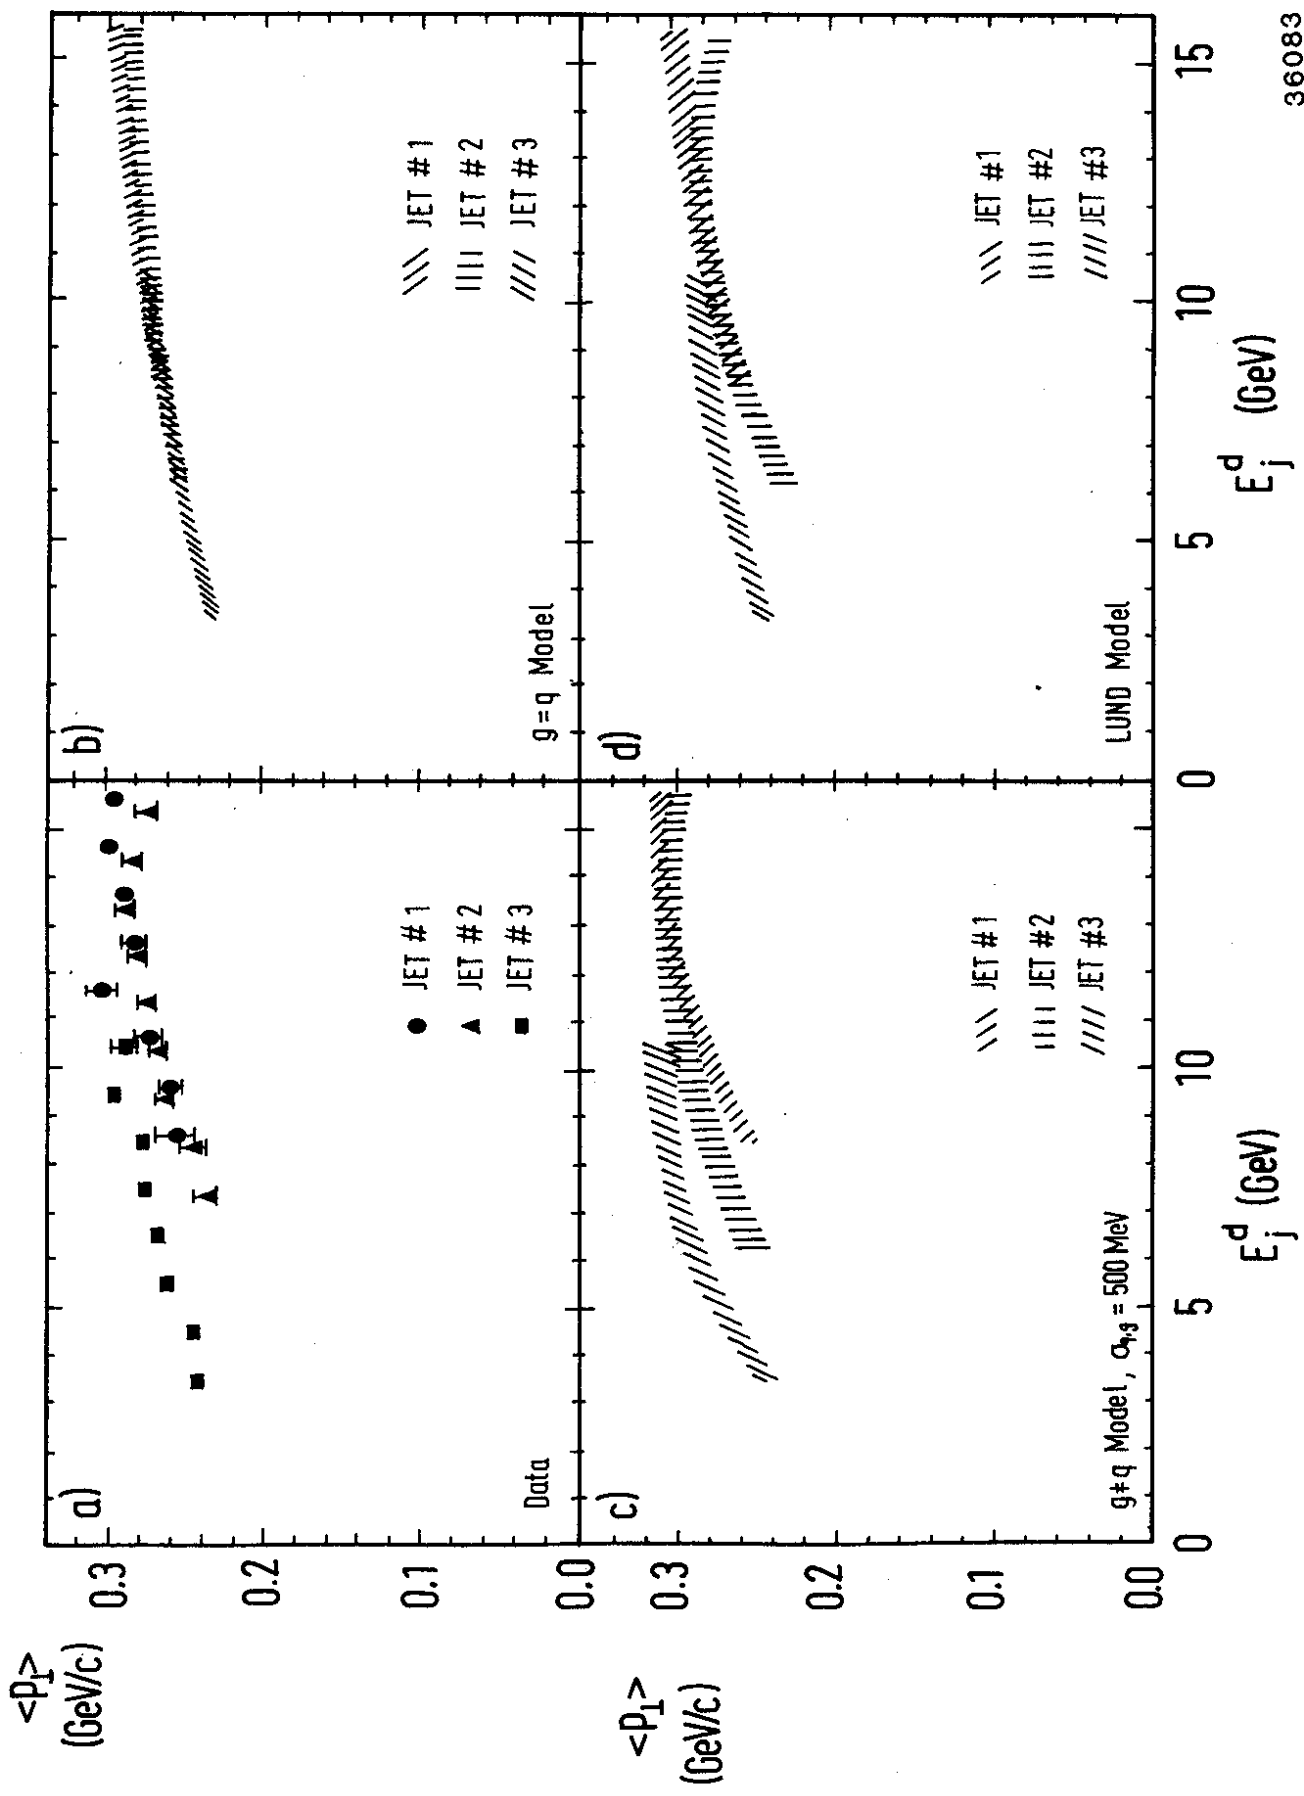 <p⊥>
(GeV/c)
0.3
0.2
0.1
0.0
a)
JET #1
JET #2
JET #3
Data
b)
JET #1
JET #2
JET #3
g=q Model
<p⊥>
(GeV/c)
0.3
0.2
0.1
0.0
c)
JET #1
JET #2
JET #3
g≠q Model, σq,g = 500 MeV
0
5
10
E_j^d (GeV)
d)
JET #1
JET #2
JET #3
LUND Model
0
5
10
15
E_j^d (GeV)
36083